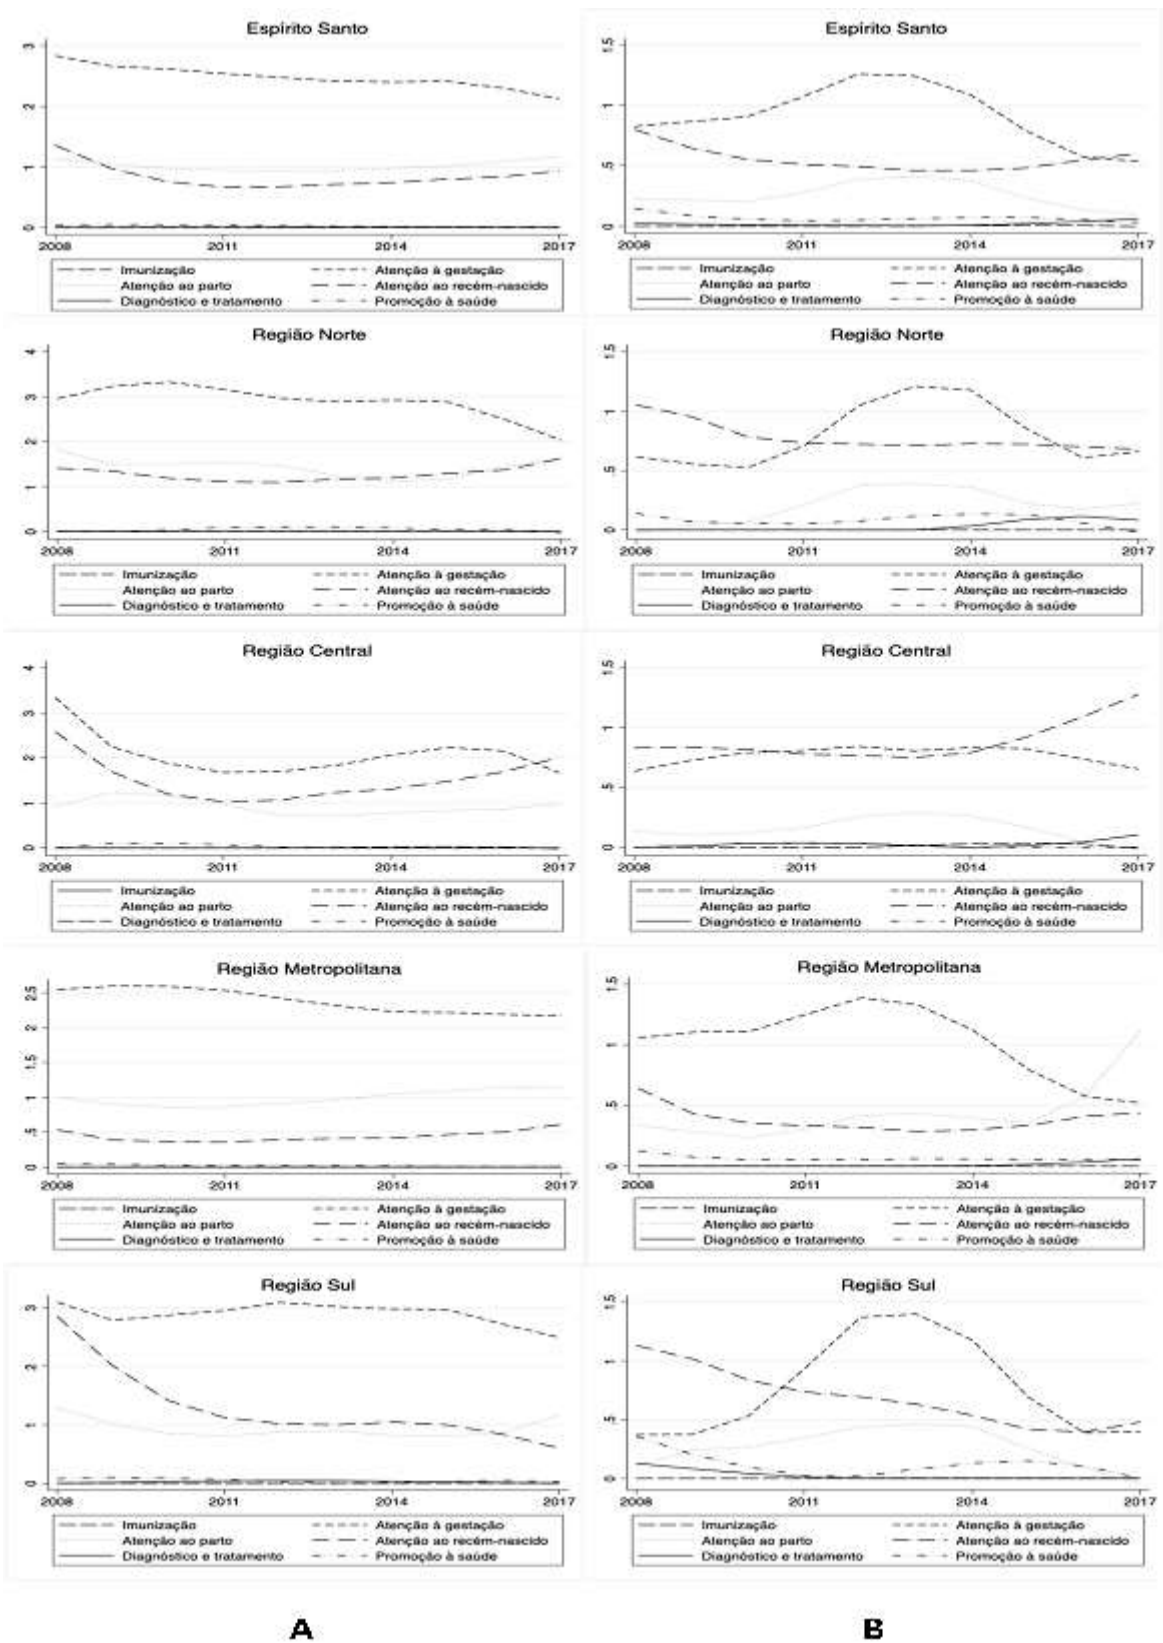 Espírito Santo
3
2
1
0
2008 2011 2014 2017
Imunização Atenção à gestação
Atenção ao parto Atenção ao recém-nascido
Diagnóstico e tratamento Promoção à saúde
Espírito Santo
1.5
1
.5
0
2008 2011 2014 2017
Imunização Atenção à gestação
Atenção ao parto Atenção ao recém-nascido
Diagnóstico e tratamento Promoção à saúde
Região Norte
4
3
2
1
0
2008 2011 2014 2017
Imunização Atenção à gestação
Atenção ao parto Atenção ao recém-nascido
Diagnóstico e tratamento Promoção à saúde
Região Norte
1.5
1
.5
0
2008 2011 2014 2017
Imunização Atenção à gestação
Atenção ao parto Atenção ao recém-nascido
Diagnóstico e tratamento Promoção à saúde
Região Central
4
3
2
1
0
2008 2011 2014 2017
Imunização Atenção à gestação
Atenção ao parto Atenção ao recém-nascido
Diagnóstico e tratamento Promoção à saúde
Região Central
1.5
1
.5
0
2008 2011 2014 2017
Imunização Atenção à gestação
Atenção ao parto Atenção ao recém-nascido
Diagnóstico e tratamento Promoção à saúde
Região Metropolitana
2.5
2
1.5
1
.5
0
2008 2011 2014 2017
Imunização Atenção à gestação
Atenção ao parto Atenção ao recém-nascido
Diagnóstico e tratamento Promoção à saúde
Região Metropolitana
1.5
1
.5
0
2008 2011 2014 2017
Imunização Atenção à gestação
Atenção ao parto Atenção ao recém-nascido
Diagnóstico e tratamento Promoção à saúde
Região Sul
3
2
1
0
2008 2011 2014 2017
Imunização Atenção à gestação
Atenção ao parto Atenção ao recém-nascido
Diagnóstico e tratamento Promoção à saúde
Região Sul
1.5
1
.5
0
2008 2011 2014 2017
Imunização Atenção à gestação
Atenção ao parto Atenção ao recém-nascido
Diagnóstico e tratamento Promoção à saúde
A B